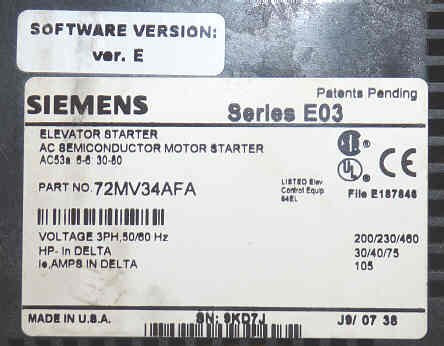 SOFTWARE VERSION:
ver. E
Patents Pending
SIEMENS
Series E03
ELEVATOR STARTER
AC SEMICONDUCTOR MOTOR STARTER
AC53a 6-6: 30-60
PART NO. 72MV34AFA
LISTED Elev
Control Equip
84EL
File E187846
VOLTAGE 3PH,50/60 Hz 200/230/460
HP- In DELTA 30/40/75
Ie,AMPS IN DELTA 105
MADE IN U.S.A. SN: 9KD7J J9/ 07 38